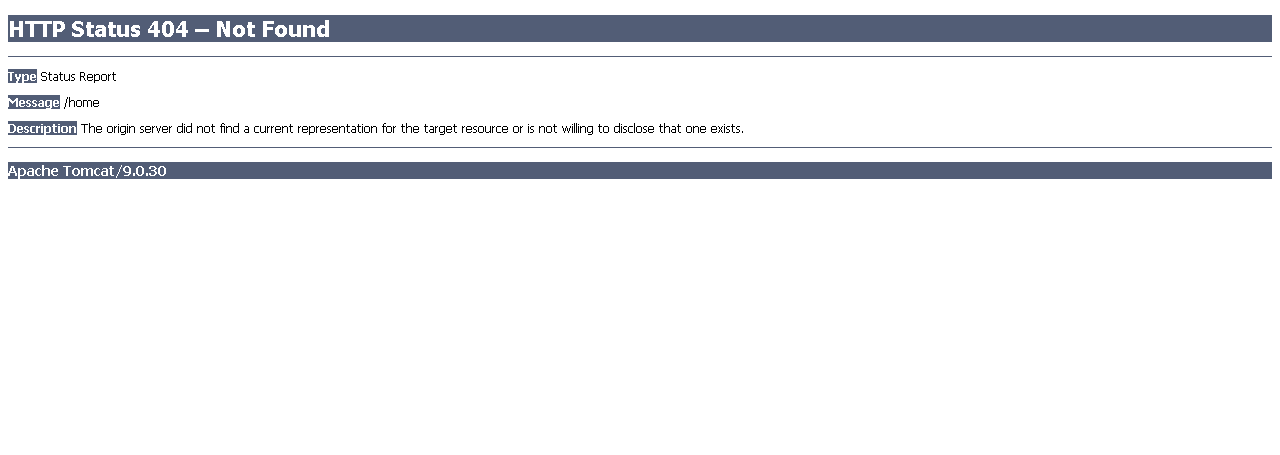 HTTP Status 404 – Not Found
Type Status Report
Message /home
Description The origin server did not find a current representation for the target resource or is not willing to disclose that one exists.
Apache Tomcat/9.0.30